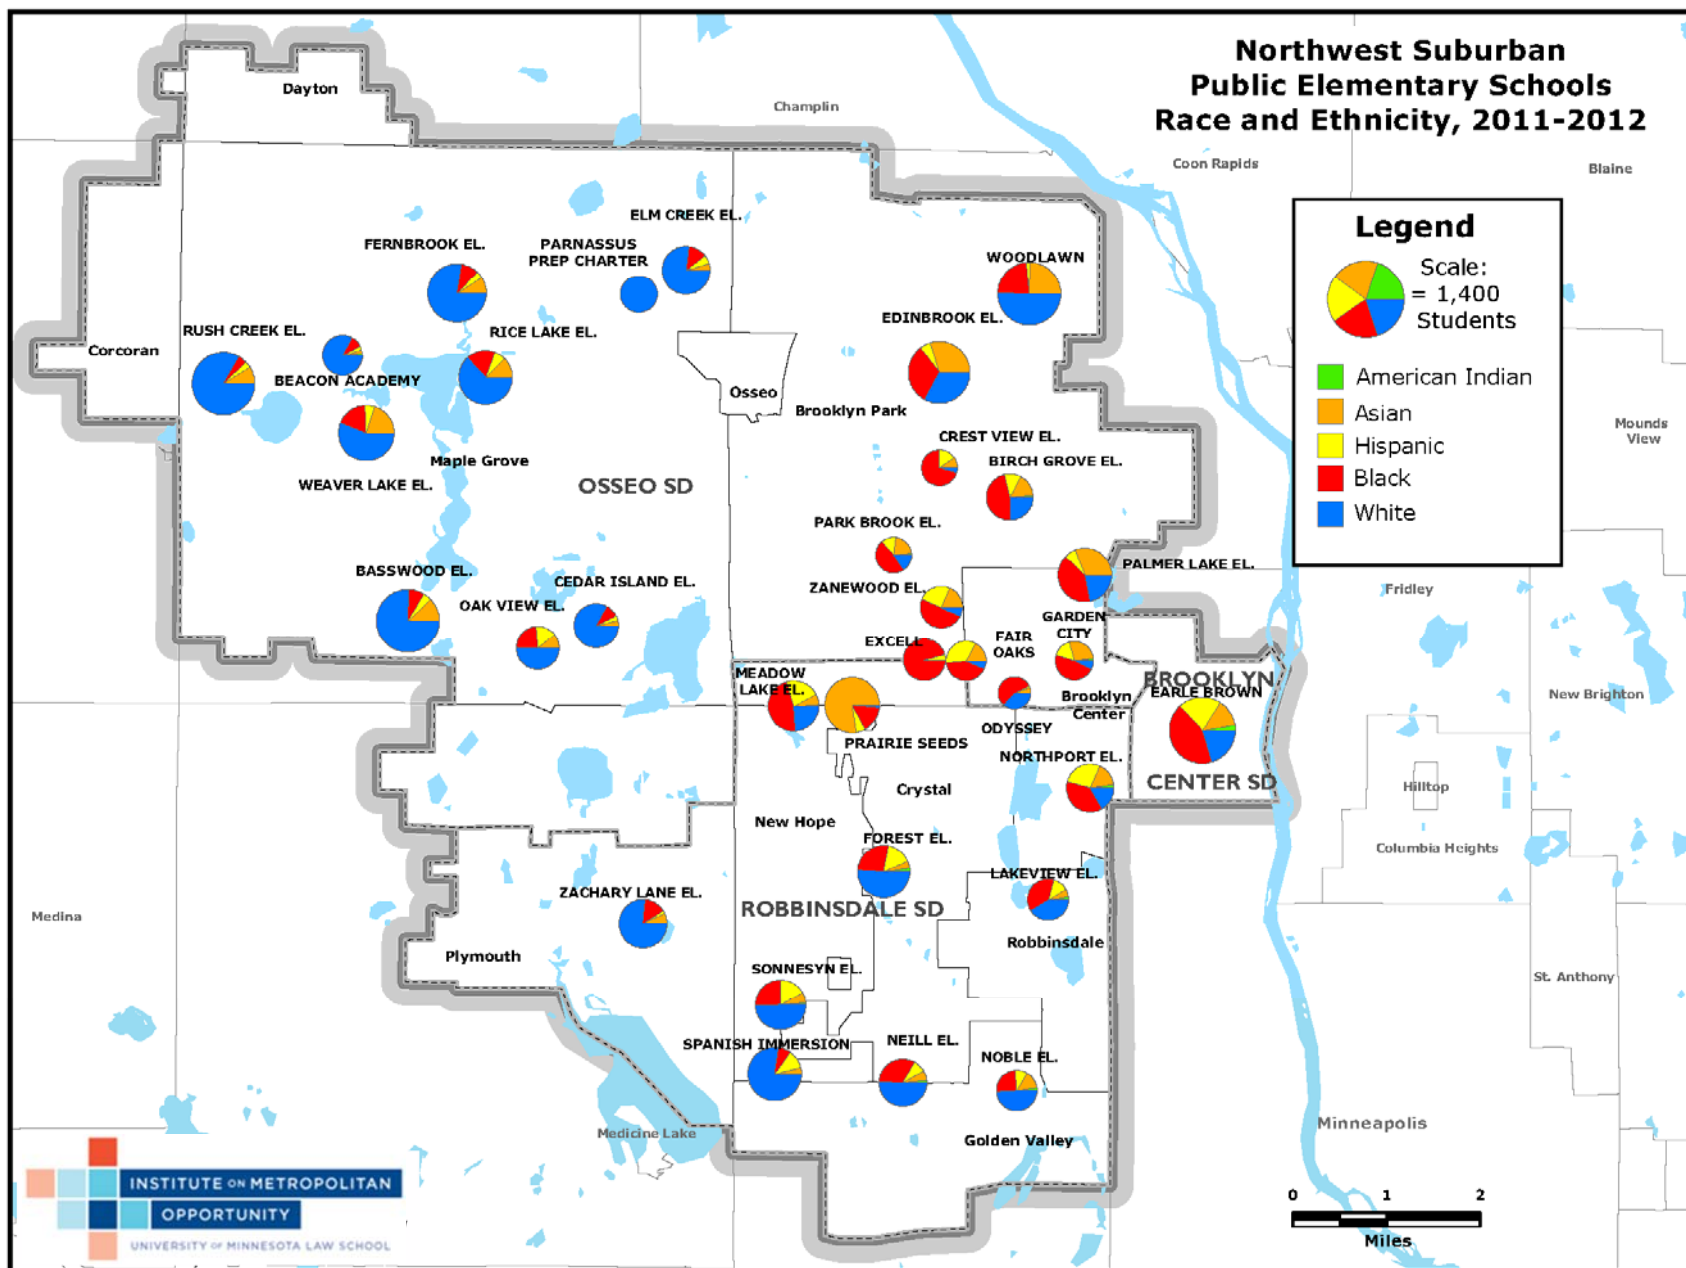 Northwest Suburban
Public Elementary Schools
Race and Ethnicity, 2011-2012
Dayton
Champlin
Coon Rapids
Blaine
Legend
Scale:
= 1,400
Students
American Indian
Asian
Hispanic
Black
White
ELM CREEK EL.
FERNBROOK EL.
PARNASSUS
PREP CHARTER
WOODLAWN
EDINBROOK EL.
RUSH CREEK EL.
RICE LAKE EL.
Corcoran
BEACON ACADEMY
Osseo
Brooklyn Park
Mounds
View
CREST VIEW EL.
BIRCH GROVE EL.
Maple Grove
WEAVER LAKE EL.
OSSEO SD
PARK BROOK EL.
PALMER LAKE EL.
BASSWOOD EL.
CEDAR ISLAND EL.
OAK VIEW EL.
ZANEWOOD EL.
Fridley
GARDEN
CITY
EXCELL
FAIR
OAKS
MEADOW
LAKE EL.
BROOKLYN
EARLE BROWN
New Brighton
Brooklyn
Center
ODYSSEY
PRAIRIE SEEDS
NORTHPORT EL.
CENTER SD
Crystal
Hilltop
New Hope
FOREST EL.
Columbia Heights
LAKEVIEW EL.
ZACHARY LANE EL.
ROBBINSDALE SD
Medina
Robbinsdale
Plymouth
SONNESYN EL.
St. Anthony
SPANISH IMMERSION
NEILL EL.
NOBLE EL.
Medicine Lake
Golden Valley
Minneapolis
INSTITUTE ON METROPOLITAN
OPPORTUNITY
UNIVERSITY OF MINNESOTA LAW SCHOOL
0 1 2
Miles